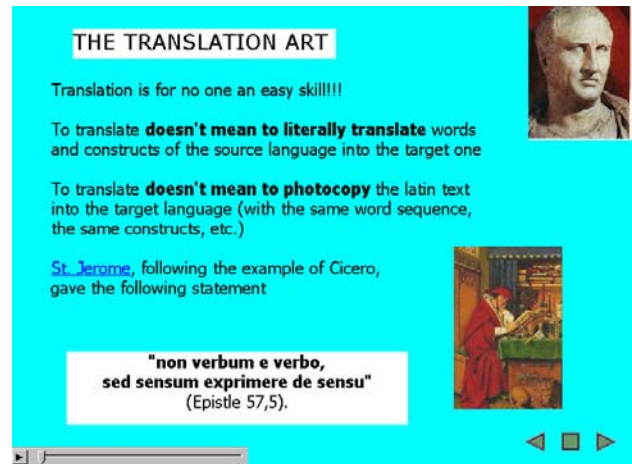 THE TRANSLATION ART
Translation is for no one an easy skill!!!
To translate doesn't mean to literally translate words
and constructs of the source language into the target one
To translate doesn't mean to photocopy the latin text
into the target language (with the same word sequence,
the same constructs, etc.)
St. Jerome, following the example of Cicero,
gave the following statement
"non verbum e verbo,
sed sensum exprimere de sensu"
(Epistle 57,5).